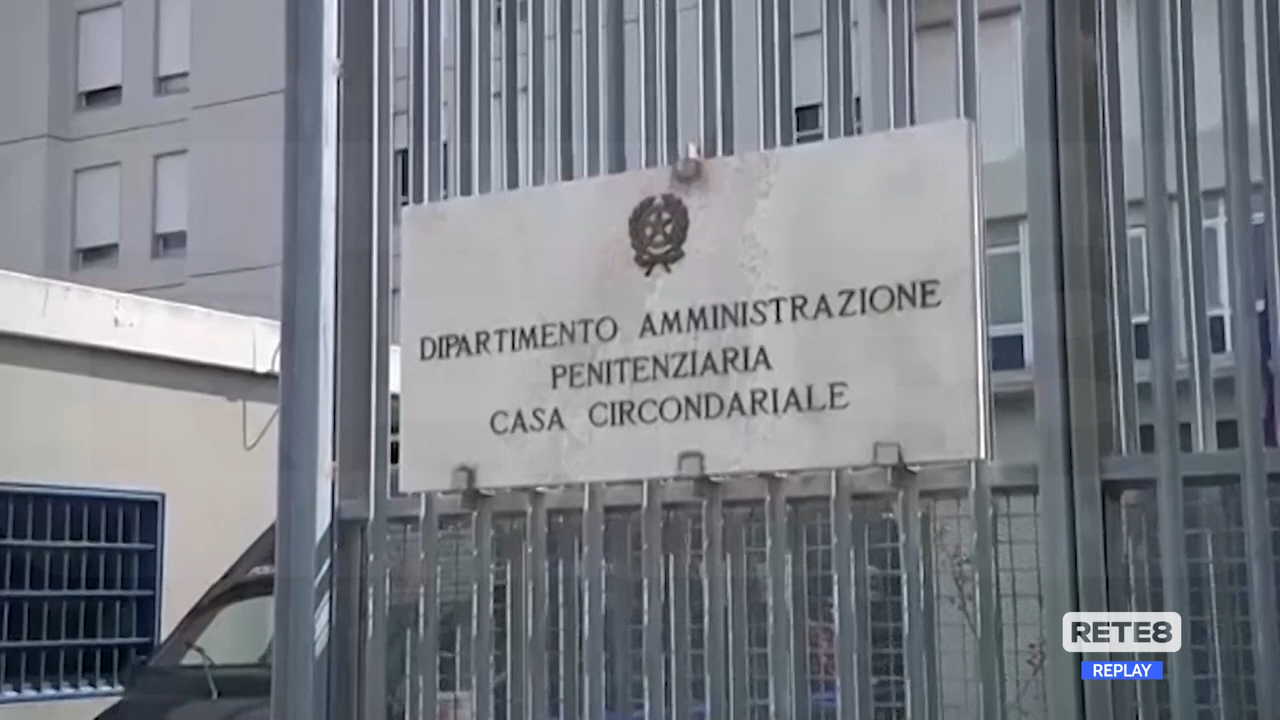 DIPARTIMENTO AMMINISTRAZIONE
PENITENZIARIA
CASA CIRCONDARIALE
RETE8
REPLAY